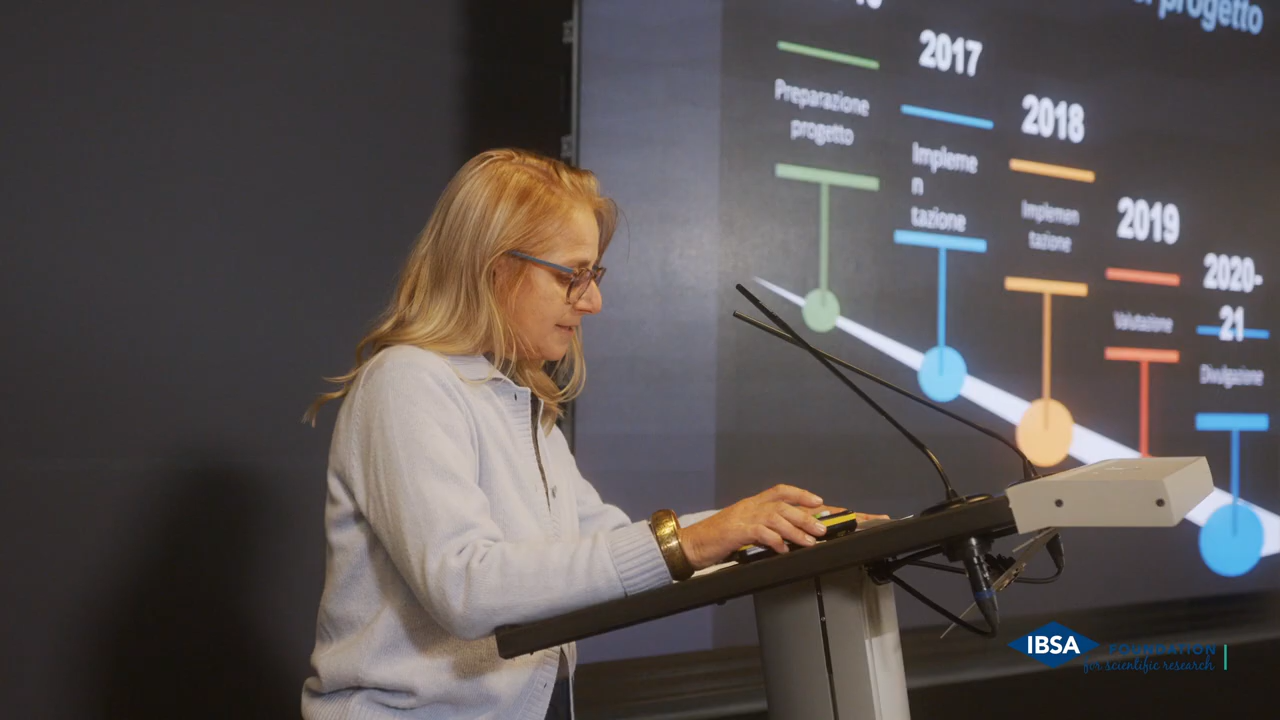 progetto
2017
Preparazione
progetto
2018
Impleme
n
tazione
Implemen
tazione
2019
Valutazione
2020-
21
Divulgazione
IBSA
FOUNDATION
for scientific research